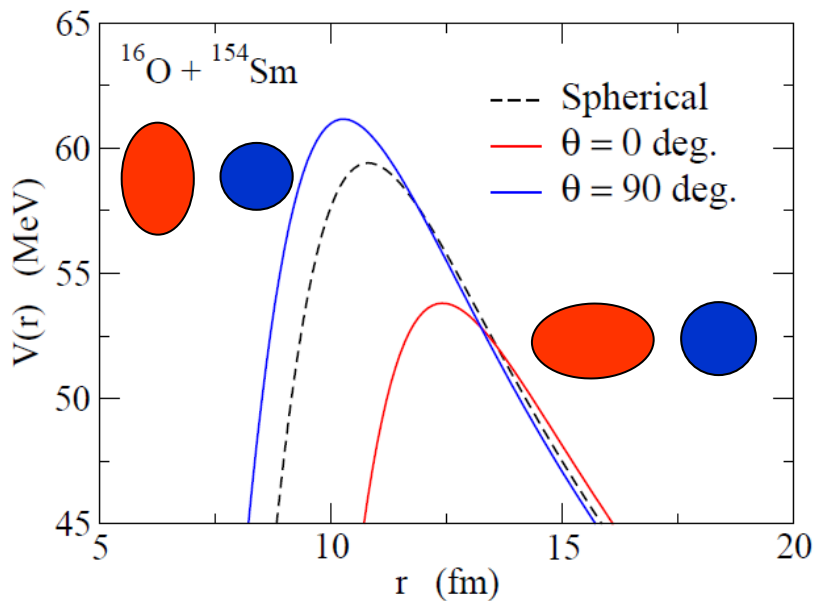 65
60
55
50
45
V(r) (MeV)
¹⁶O + ¹⁵⁴Sm
Spherical
θ = 0 deg.
θ = 90 deg.
5
10
15
20
r (fm)